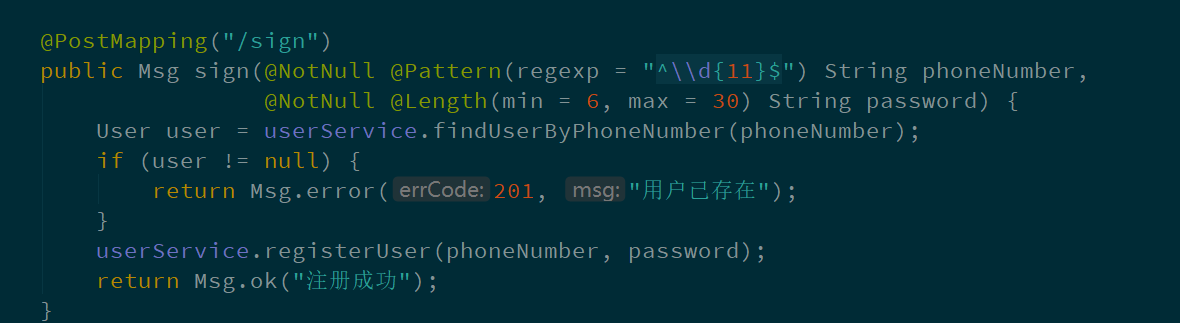 @PostMapping("/sign")
public Msg sign(@NotNull @Pattern(regexp = "^\\d{11}$") String phoneNumber,
                @NotNull @Length(min = 6, max = 30) String password) {
    User user = userService.findUserByPhoneNumber(phoneNumber);
    if (user != null) {
        return Msg.error( errCode: 201,  msg: "用户已存在");
    }
    userService.registerUser(phoneNumber, password);
    return Msg.ok("注册成功");
}